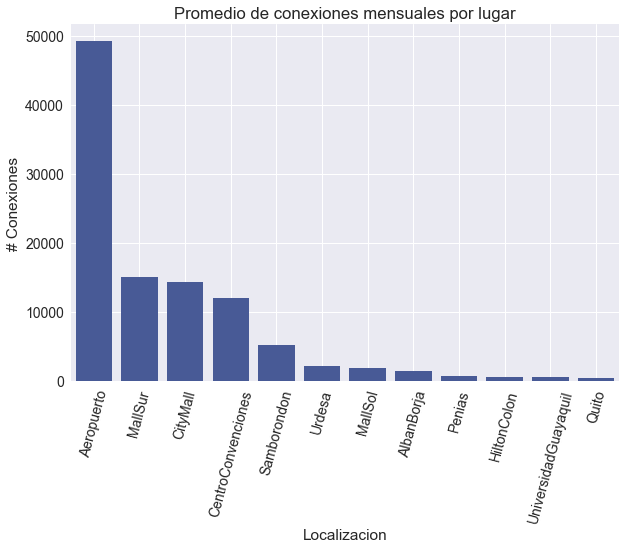 Promedio de conexiones mensuales por lugar
# Conexiones
50000
40000
30000
20000
10000
0
Aeropuerto
MallSur
CityMall
CentroConvenciones
Samborondon
Urdesa
MallSol
AlbanBorja
Penias
HiltonColon
UniversidadGuayaquil
Quito
Localizacion